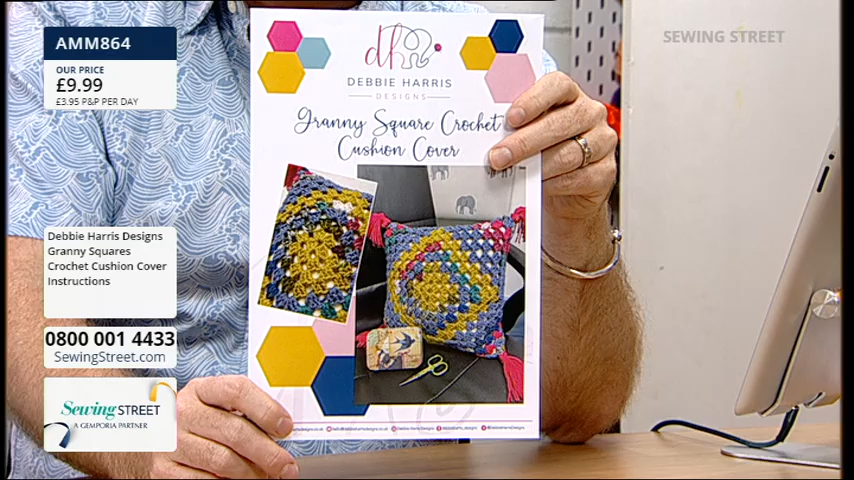 AMM864
OUR PRICE
£9.99
£3.95 P&P PER DAY
SEWING STREET
dh
DEBBIE HARRIS
DESIGNS
Granny Square Crochet
Cushion Cover
Debbie Harris Designs
Granny Squares
Crochet Cushion Cover
Instructions
0800 001 4433
SewingStreet.com
Sewing STREET
A GEMPORIA PARTNER